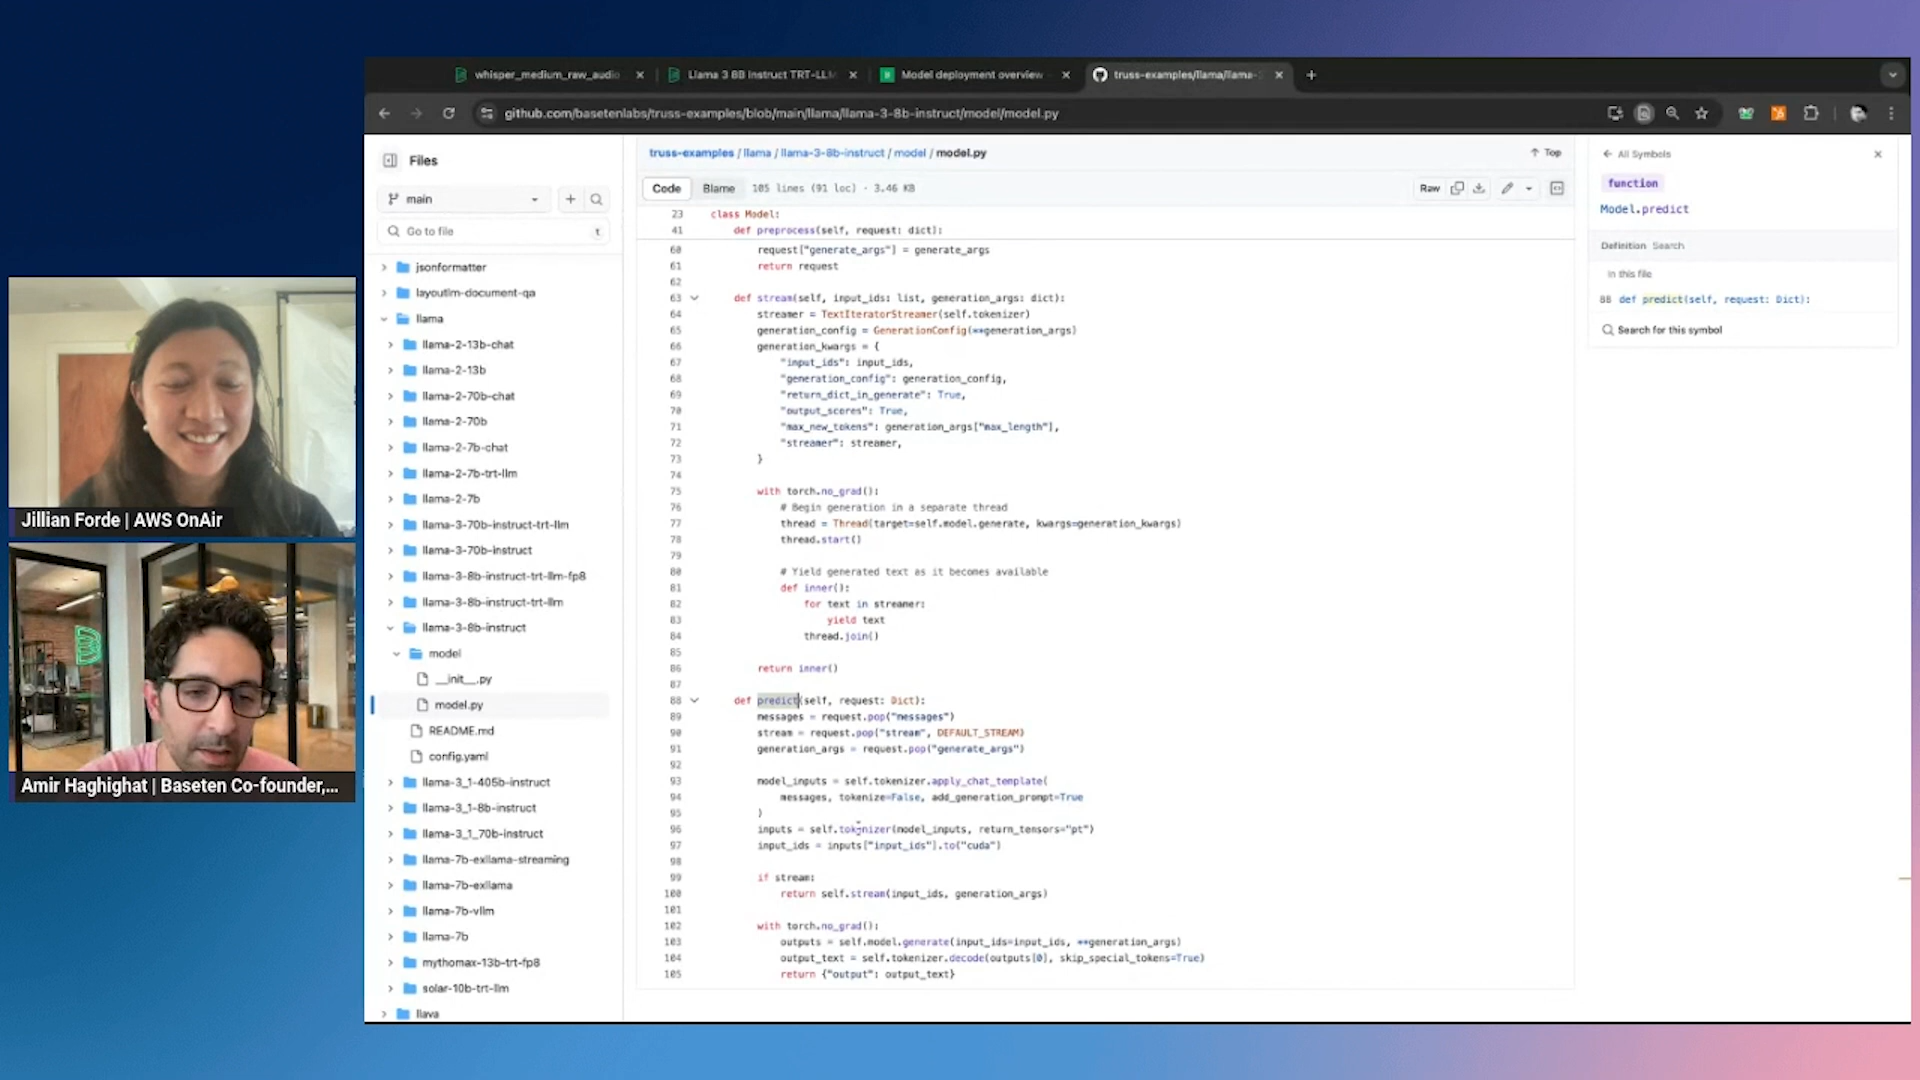 whisper_medium_raw_audio
Llama 3 8B Instruct TRT-LLM
Model deployment overview
truss-examples/llama/llama-3
github.com/basetenlabs/truss-examples/blob/main/llama/llama-3-8b-instruct/model/model.py
Files
main
Go to file
t
jsonformatter
layoutlm-document-qa
llama
llama-2-13b-chat
llama-2-13b
llama-2-70b-chat
llama-2-70b
llama-2-7b-chat
llama-2-7b-trt-llm
llama-2-7b
llama-3-70b-instruct-trt-llm
llama-3-70b-instruct
llama-3-8b-instruct-trt-llm-fp8
llama-3-8b-instruct-trt-llm
llama-3-8b-instruct
model
__init__.py
model.py
README.md
config.yaml
llama-3_1-405b-instruct
llama-3_1-8b-instruct
llama-3_1_70b-instruct
llama-7b-exllama-streaming
llama-7b-exllama
llama-7b-vllm
llama-7b
mythomax-13b-trt-fp8
solar-10b-trt-llm
llava
truss-examples / llama / llama-3-8b-instruct / model / model.py
Top
Code Blame 105 lines (91 loc) · 3.46 KB
Raw
23 class Model:
41 def preprocess(self, request: dict):
60 request["generate_args"] = generate_args
61 return request
62
63 def stream(self, input_ids: list, generation_args: dict):
64 streamer = TextIteratorStreamer(self.tokenizer)
65 generation_config = GenerationConfig(**generation_args)
66 generation_kwargs = {
67 "input_ids": input_ids,
68 "generation_config": generation_config,
69 "return_dict_in_generate": True,
70 "output_scores": True,
71 "max_new_tokens": generation_args["max_length"],
72 "streamer": streamer,
73 }
74
75 with torch.no_grad():
76 # Begin generation in a separate thread
77 thread = Thread(target=self.model.generate, kwargs=generation_kwargs)
78 thread.start()
79
80 # Yield generated text as it becomes available
81 def inner():
82 for text in streamer:
83 yield text
84 thread.join()
85
86 return inner()
87
88 def predict(self, request: Dict):
89 messages = request.pop("messages")
90 stream = request.pop("stream", DEFAULT_STREAM)
91 generation_args = request.pop("generate_args")
92
93 model_inputs = self.tokenizer.apply_chat_template(
94 messages, tokenize=False, add_generation_prompt=True
95 )
96 inputs = self.tokenizer(model_inputs, return_tensors="pt")
97 input_ids = inputs["input_ids"].to("cuda")
98
99 if stream:
100 return self.stream(input_ids, generation_args)
101
102 with torch.no_grad():
103 outputs = self.model.generate(input_ids=input_ids, **generation_args)
104 output_text = self.tokenizer.decode(outputs[0], skip_special_tokens=True)
105 return {"output": output_text}
All Symbols
function
Model.predict
Definition Search
In this file
88 def predict(self, request: Dict):
Search for this symbol
Jillian Forde | AWS OnAir
Amir Haghighat | Baseten Co-founder,...